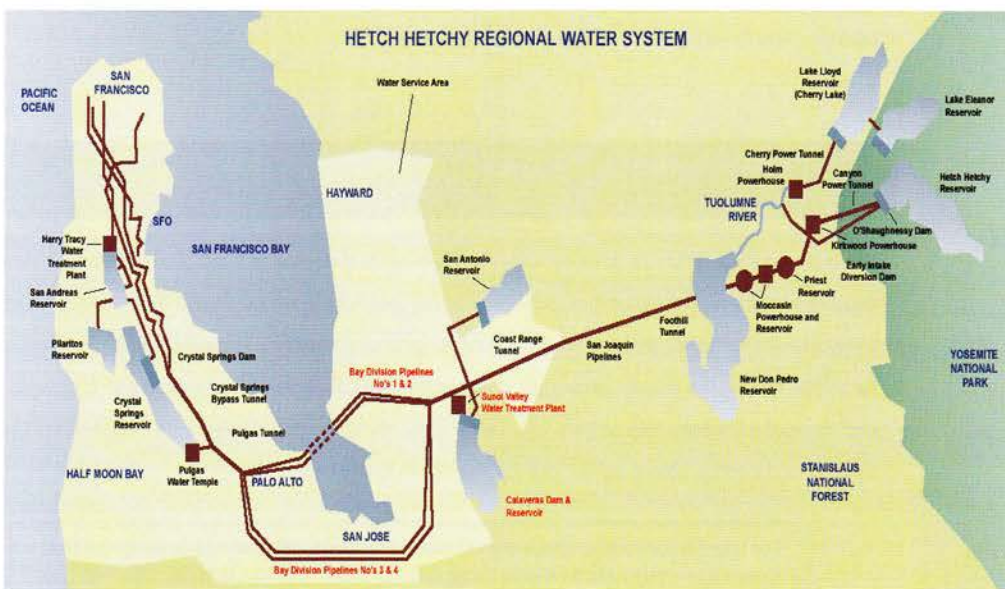 HETCH HETCHY REGIONAL WATER SYSTEM
PACIFIC
OCEAN
SAN
FRANCISCO
Water Service Area
Lake Lloyd
Reservoir
(Cherry Lake)
Lake Eleanor
Reservoir
Cherry Power Tunnel
Holm
Powerhouse
Canyon
Power Tunnel
Hetch Hetchy
Reservoir
HAYWARD
TUOLUMNE
RIVER
SFO
O'Shaughnessy Dam
Kirkwood Powerhouse
SAN FRANCISCO BAY
Harry Tracy
Water
Treatment
Plant
San Antonio
Reservoir
Early Intake
Diversion Dam
Priest
Reservoir
San Andreas
Reservoir
Moccasin
Powerhouse and
Reservoir
Foothill
Tunnel
Coast Range
Tunnel
San Joaquin
Pipelines
Pilaritos
Reservoir
Crystal Springs Dam
YOSEMITE
NATIONAL
PARK
Bay Division Pipelines
No's 1 & 2
Crystal Springs
Bypass Tunnel
New Don Pedro
Reservoir
Sunol Valley
Water Treatment Plant
Crystal
Springs
Reservoir
Pulgas Tunnel
HALF MOON BAY
Pulgas
Water Temple
PALO ALTO
STANISLAUS
NATIONAL
FOREST
Calaveras Dam &
Reservoir
SAN JOSE
Bay Division Pipelines No's 3 & 4